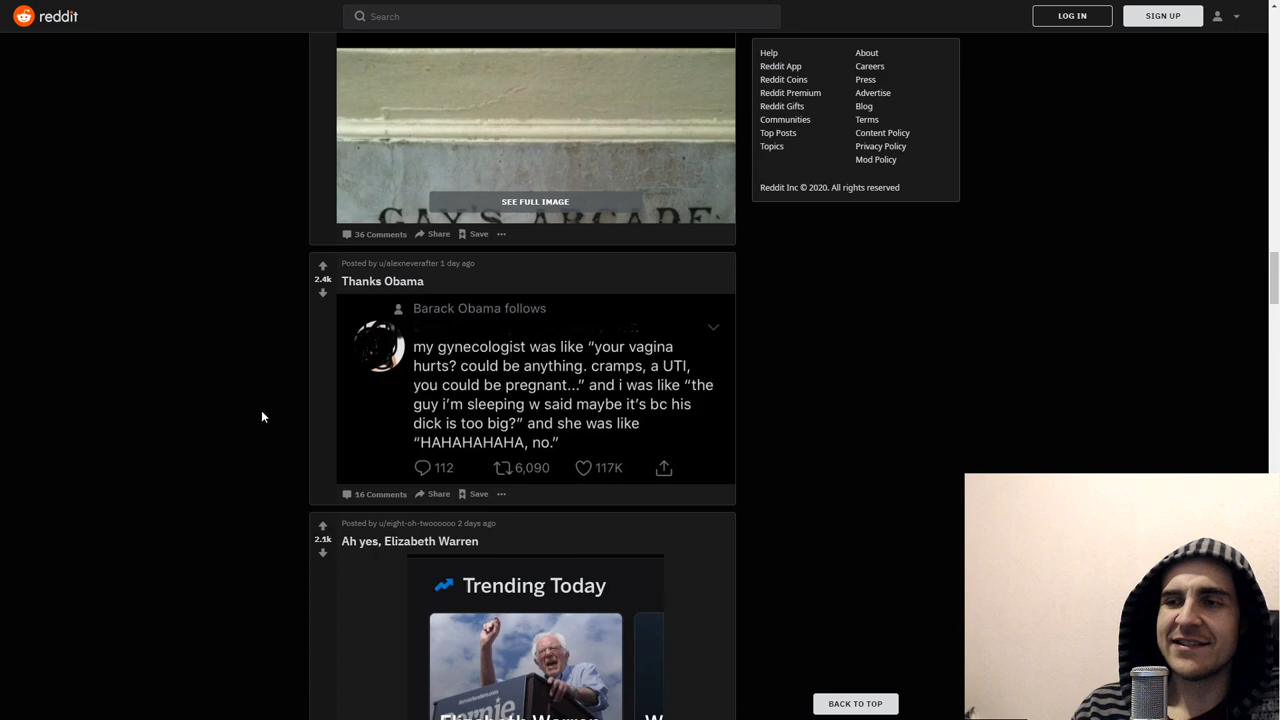 reddit
Search
LOG IN
SIGN UP
Help
About
Reddit App
Careers
Reddit Coins
Press
Reddit Premium
Advertise
Reddit Gifts
Blog
Communities
Terms
Top Posts
Content Policy
Topics
Privacy Policy
Mod Policy
Reddit Inc © 2020. All rights reserved
SEE FULL IMAGE
GAY'S ARCADE
36 Comments
Share
Save
2.4k
Posted by u/alexneverafter 1 day ago
Thanks Obama
Barack Obama follows
my gynecologist was like “your vagina
hurts? could be anything. cramps, a UTI,
you could be pregnant...” and i was like “the
guy i’m sleeping w said maybe it’s bc his
dick is too big?” and she was like
“HAHAHAHAHA, no.”
112
6,090
117K
16 Comments
Share
Save
2.1k
Posted by u/eight-oh-twoooooo 2 days ago
Ah yes, Elizabeth Warren
Trending Today
Bernie
Elizabeth Warren
W
BACK TO TOP